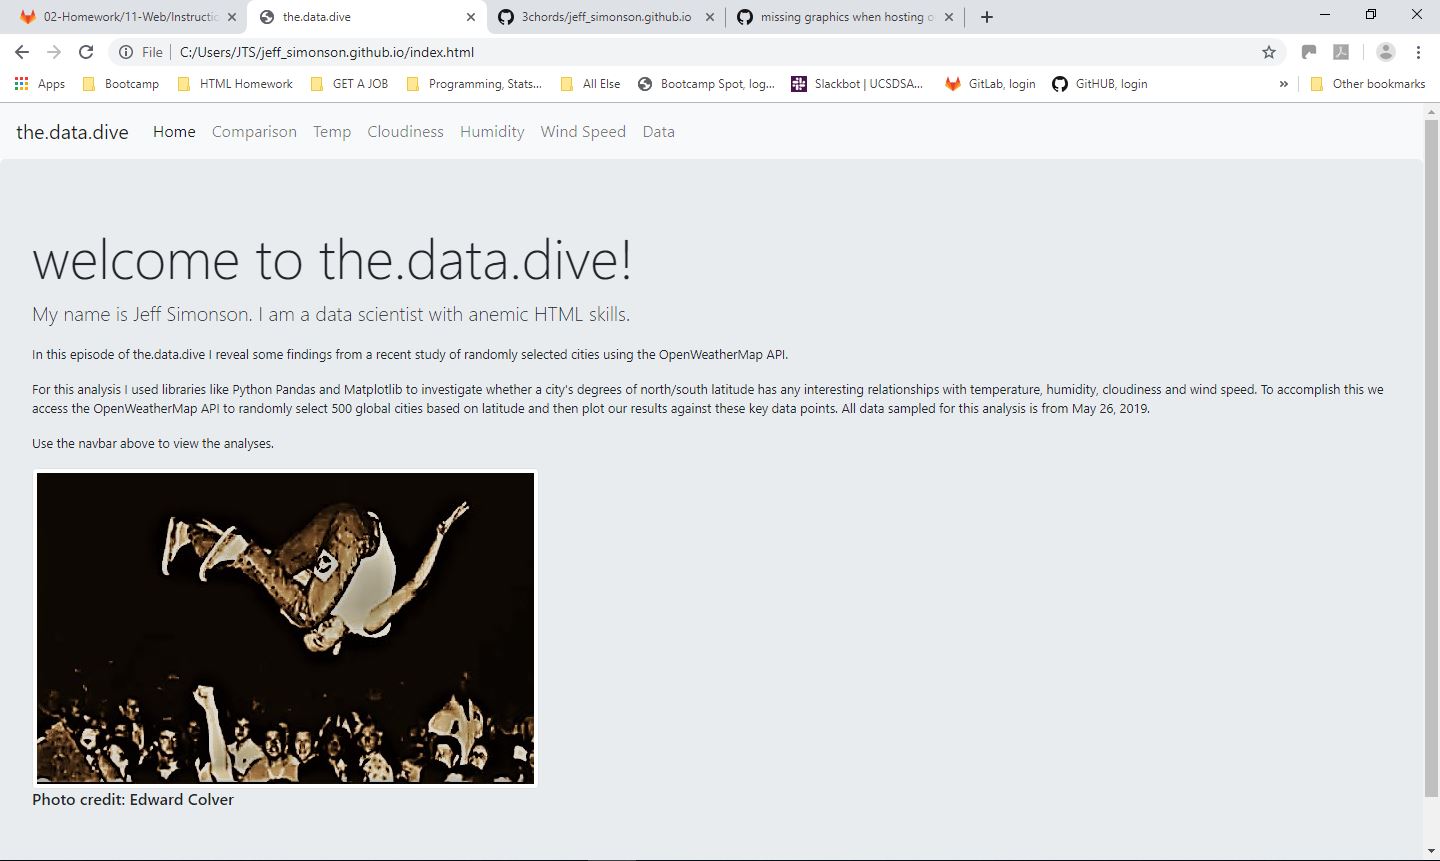 02-Homework/11-Web/Instructio
the.data.dive
3chords/jeff_simonson.github.io
missing graphics when hosting o
File
C:/Users/JTS/jeff_simonson.github.io/index.html
Apps
Bootcamp
HTML Homework
GET A JOB
Programming, Stats...
All Else
Bootcamp Spot, log...
Slackbot | UCSDSA...
GitLab, login
GitHUB, login
»
Other bookmarks
the.data.dive
Home
Comparison
Temp
Cloudiness
Humidity
Wind Speed
Data
welcome to the.data.dive!
My name is Jeff Simonson. I am a data scientist with anemic HTML skills.
In this episode of the.data.dive I reveal some findings from a recent study of randomly selected cities using the OpenWeatherMap API.
For this analysis I used libraries like Python Pandas and Matplotlib to investigate whether a city's degrees of north/south latitude has any interesting relationships with temperature, humidity, cloudiness and wind speed. To accomplish this we
access the OpenWeatherMap API to randomly select 500 global cities based on latitude and then plot our results against these key data points. All data sampled for this analysis is from May 26, 2019.
Use the navbar above to view the analyses.
Photo credit: Edward Colver